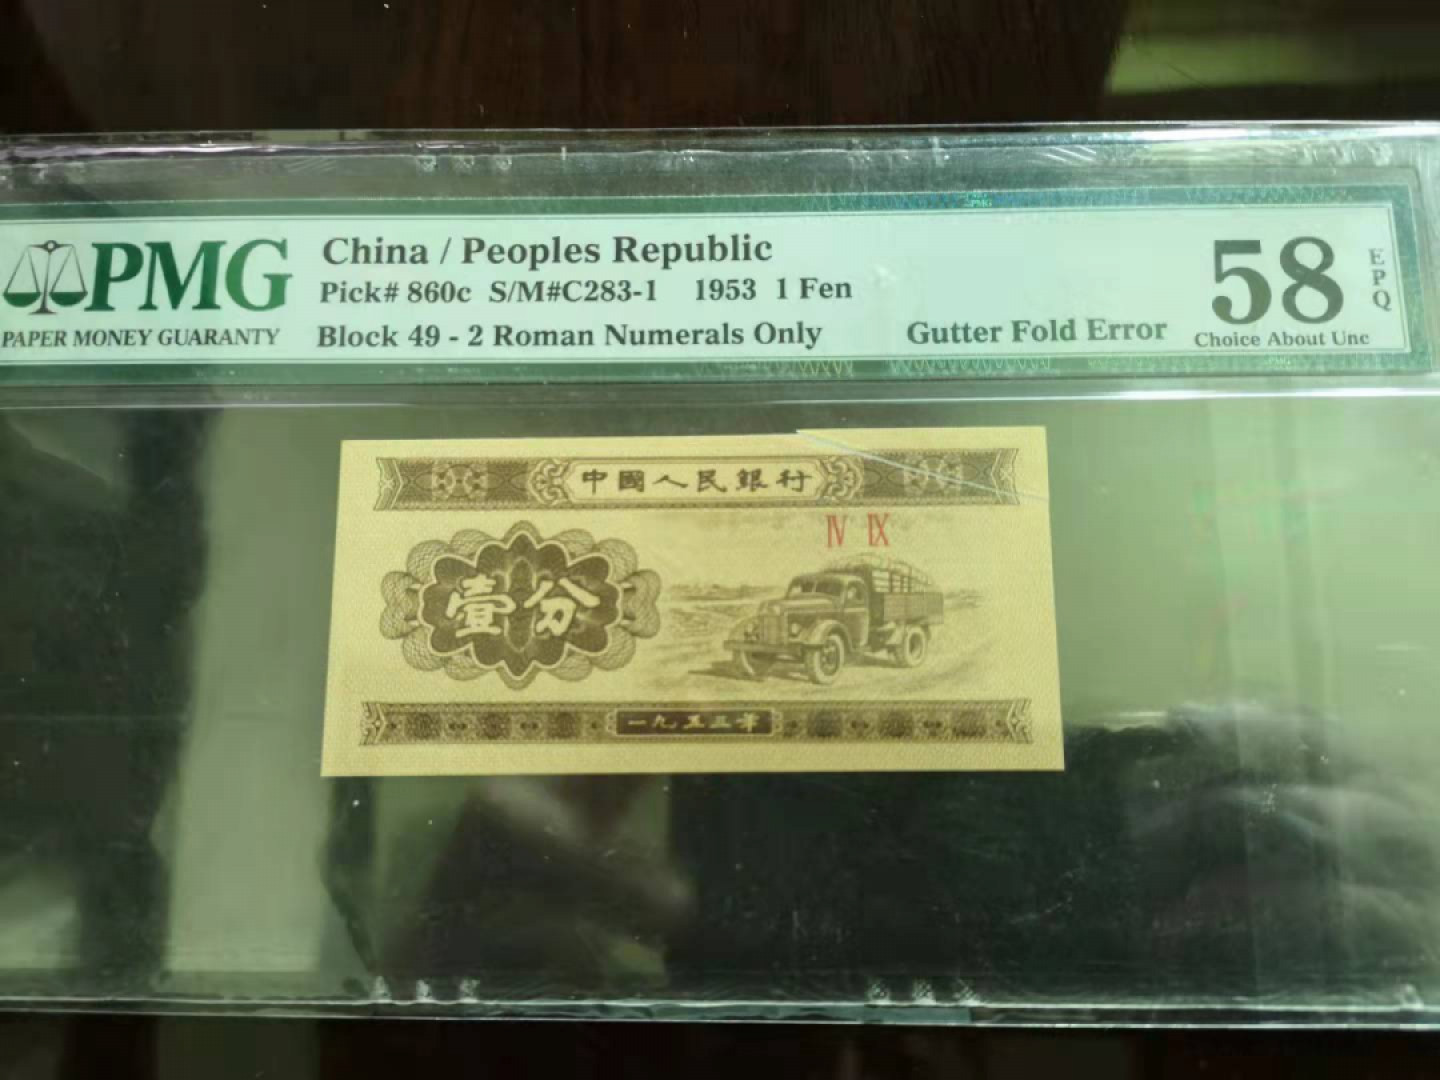 PMG
PAPER MONEY GUARANTY
China / Peoples Republic
Pick# 860c S/M#C283-1 1953 1 Fen
Block 49 - 2 Roman Numerals Only
Gutter Fold Error
58
EPQ
Choice About Unc
中國人民銀行
IV IX
壹分
一九五三年